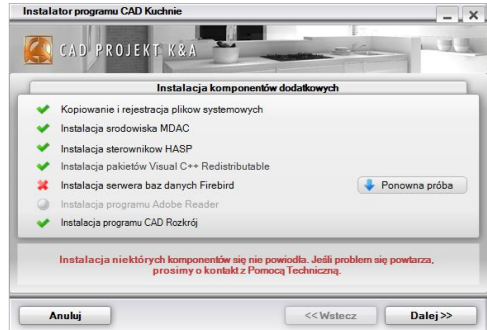 Instalator programu CAD Kuchnie
CAD PROJEKT K&A
Instalacja komponentów dodatkowych
Kopiowanie i rejestracja plikow systemowych
Instalacja srodowiska MDAC
Instalacja sterownikow HASP
Instalacja pakietów Visual C++ Redistributable
Instalacja serwera baz danych Firebird
Ponowna próba
Instalacja programu Adobe Reader
Instalacja programu CAD Rozkrój
Instalacja niektórych komponentów się nie powiodła. Jeśli problem się powtarza,
prosimy o kontakt z Pomocą Techniczną.
Anuluj
<< Wstecz
Dalej >>